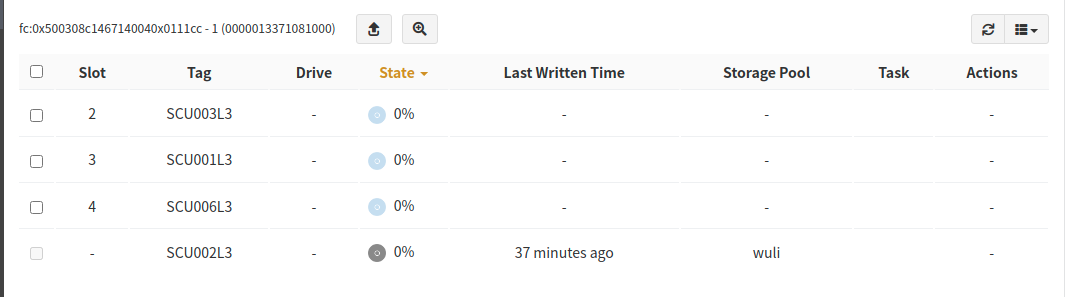 fc:0x500308c1467140040x0111cc - 1 (0000013371081000)
Slot Tag Drive State Last Written Time Storage Pool Task Actions
2 SCU003L3 - 0% - - -
3 SCU001L3 - 0% - - -
4 SCU006L3 - 0% - - -
- SCU002L3 - 0% 37 minutes ago wuli -